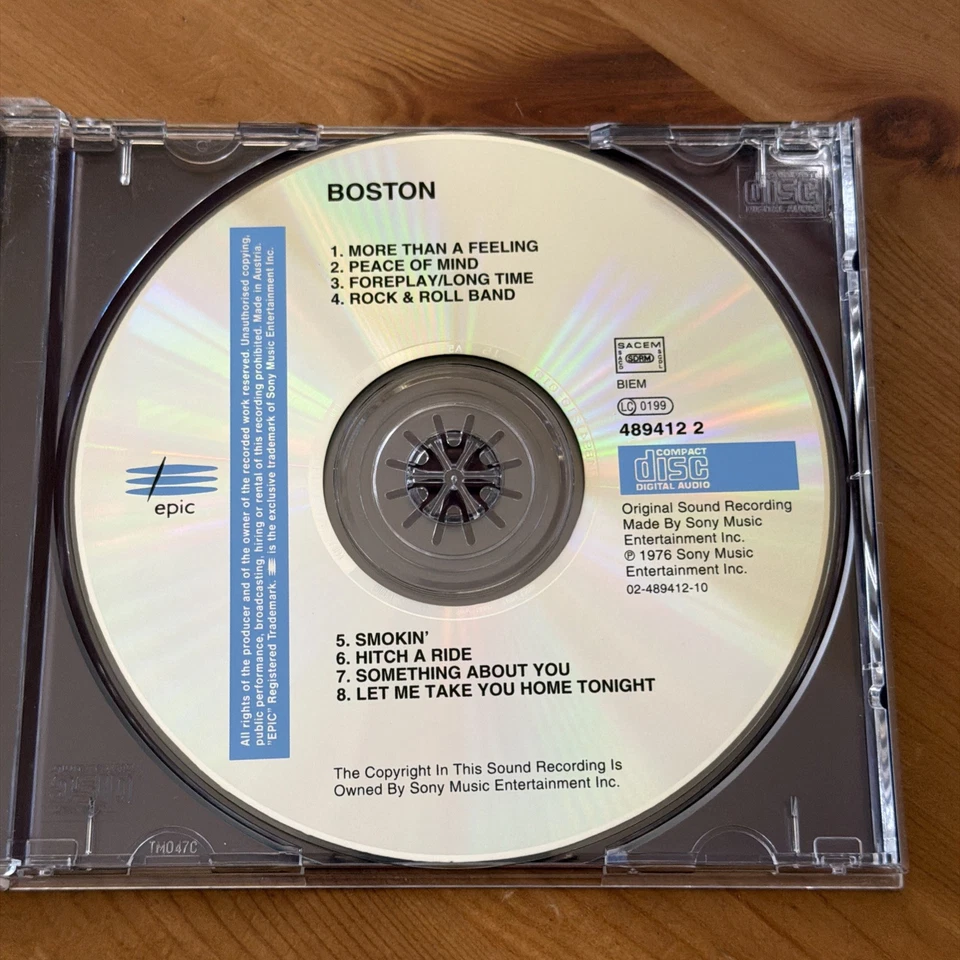 BOSTON
1. MORE THAN A FEELING
2. PEACE OF MIND
3. FOREPLAY/LONG TIME
4. ROCK & ROLL BAND
All rights of the producer and of the owner of the recorded work reserved. Unauthorised copying,
public performance, broadcasting, hiring or rental of this recording prohibited. Made in Austria.
"EPIC" Registered Trademark. is the exclusive trademark of Sony Music Entertainment Inc.
epic
SACEM
SDRM
BIEM
LC 0199
489412 2
COMPACT
disc
DIGITAL AUDIO
Original Sound Recording
Made By Sony Music
Entertainment Inc.
℗ 1976 Sony Music
Entertainment Inc.
02-489412-10
5. SMOKIN'
6. HITCH A RIDE
7. SOMETHING ABOUT YOU
8. LET ME TAKE YOU HOME TONIGHT
The Copyright In This Sound Recording Is
Owned By Sony Music Entertainment Inc.
COMPACT
disc
DIGITAL AUDIO
TM047C